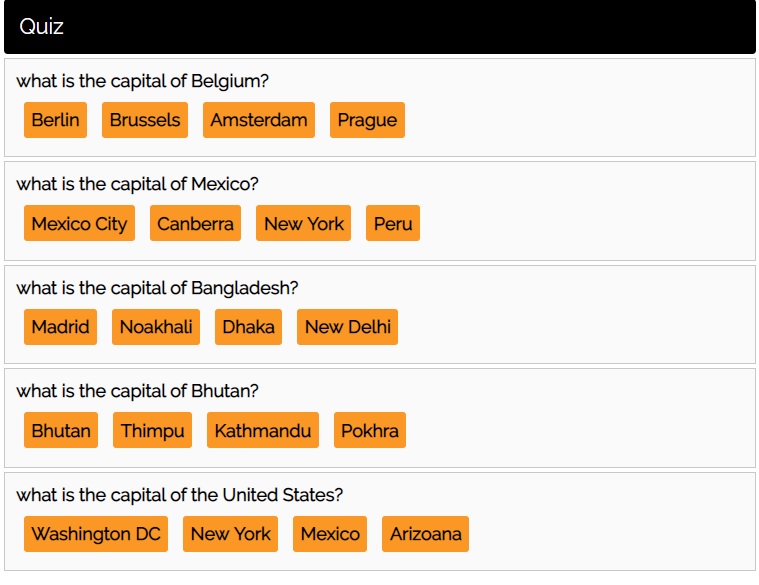 Quiz
what is the capital of Belgium?
Berlin Brussels Amsterdam Prague
what is the capital of Mexico?
Mexico City Canberra New York Peru
what is the capital of Bangladesh?
Madrid Noakhali Dhaka New Delhi
what is the capital of Bhutan?
Bhutan Thimpu Kathmandu Pokhra
what is the capital of the United States?
Washington DC New York Mexico Arizoana